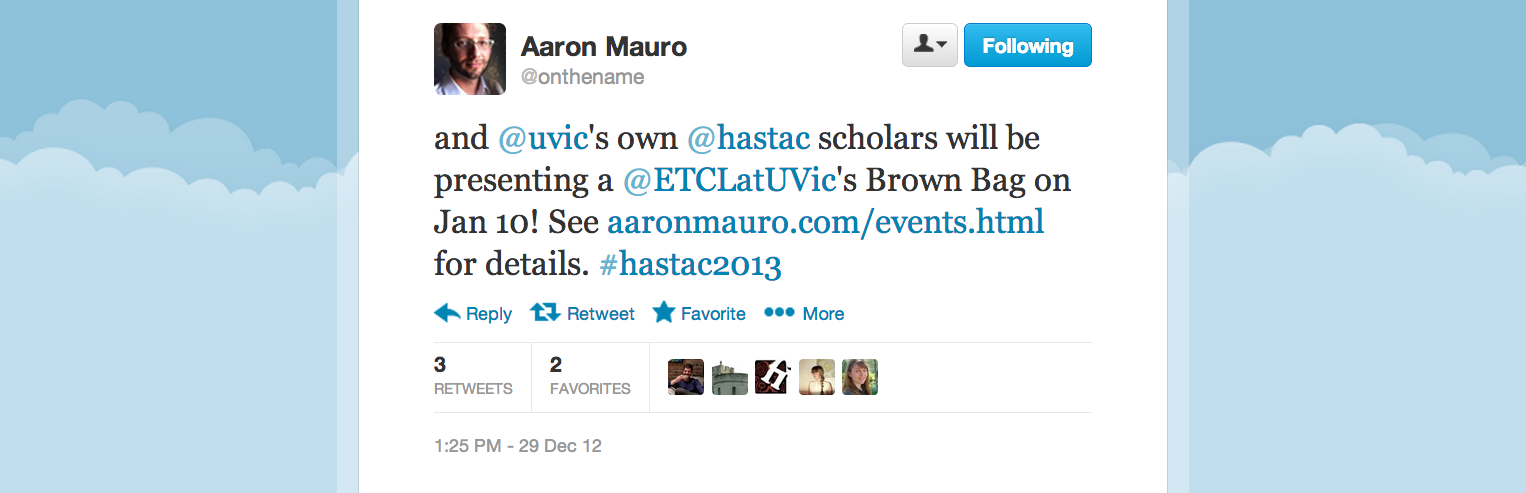 Aaron Mauro
Following
@onthename
and @uvic's own @hastac scholars will be
presenting a @ETCLatUVic's Brown Bag on
Jan 10! See aaronmauro.com/events.html
for details. #hastac2013
Reply Retweet Favorite More
3 2
RETWEETS FAVORITES
H
1:25 PM - 29 Dec 12